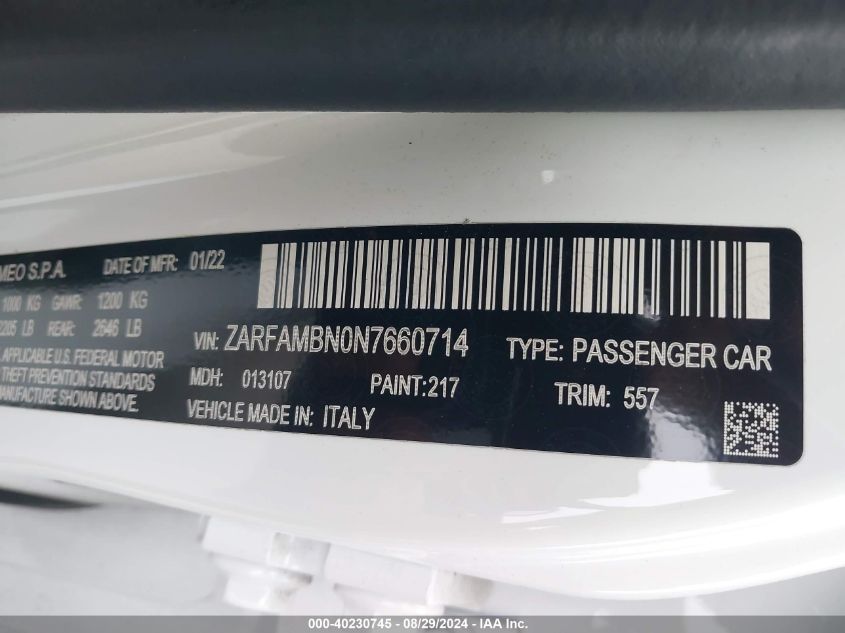 MEO S.P.A. DATE OF MFR: 01/22
1000 KG GAWR: 1200 KG
2205 LB REAR: 2646 LB
APPLICABLE U.S. FEDERAL MOTOR
THEFT PREVENTION STANDARDS
MANUFACTURE SHOWN ABOVE.
VIN: ZARFAMBN0N7660714 TYPE: PASSENGER CAR
MDH: 013107 PAINT:217 TRIM: 557
VEHICLE MADE IN: ITALY
000-40230745 - 08/29/2024 - IAAI, Inc.